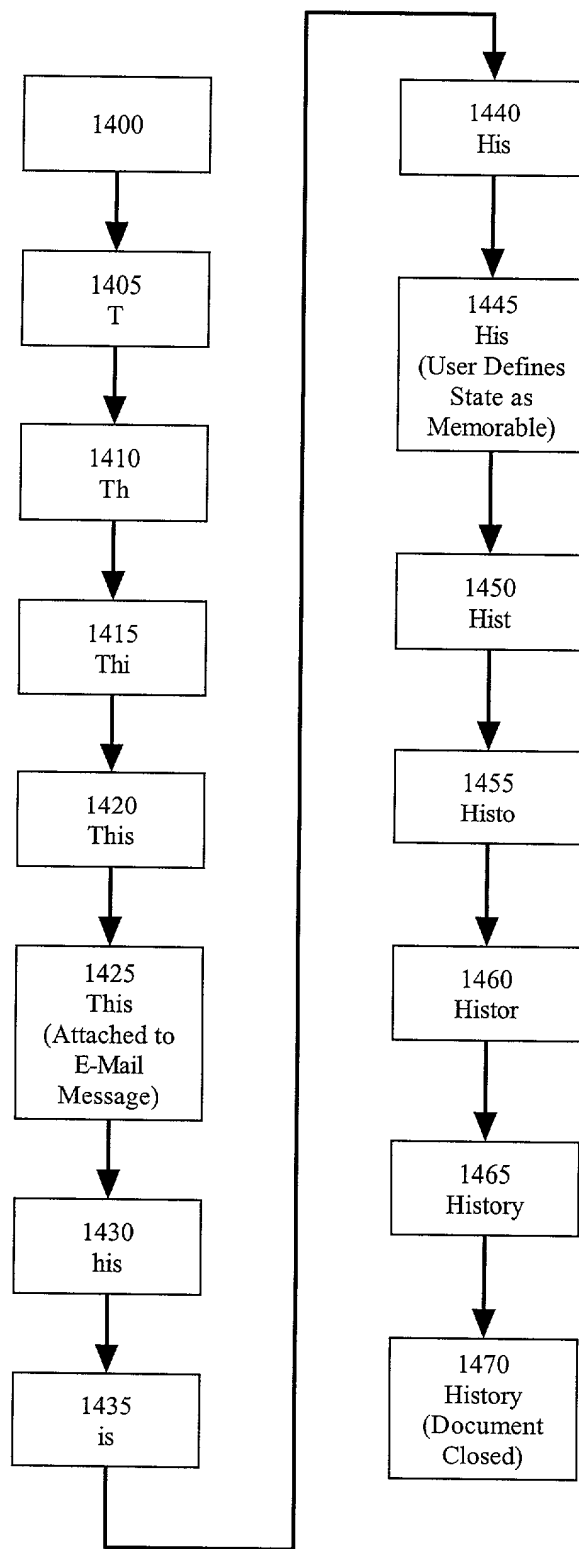 1400
1405
T
1410
Th
1415
Thi
1420
This
1425
This
(Attached to
E-Mail
Message)
1430
his
1435
is
1440
His
1445
His
(User Defines
State as
Memorable)
1450
Hist
1455
Histo
1460
Histor
1465
History
1470
History
(Document
Closed)